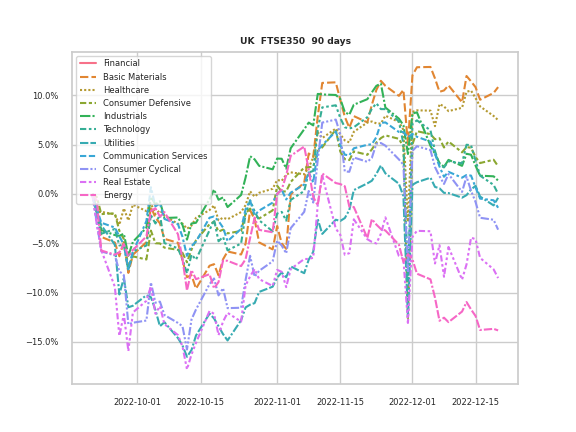 UK  FTSE350  90 days
Financial
Basic Materials
Healthcare
Consumer Defensive
Industrials
Technology
Utilities
Communication Services
Consumer Cyclical
Real Estate
Energy
10.0%
5.0%
0.0%
−5.0%
−10.0%
−15.0%
2022-10-01 2022-10-15 2022-11-01 2022-11-15 2022-12-01 2022-12-15